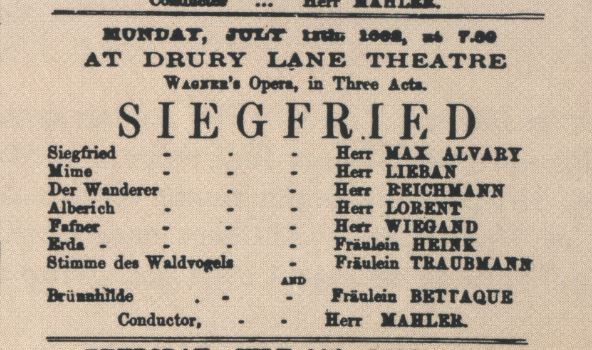 Conductor ... Herr MAHLER.
MONDAY, JULY at 7.30
AT DRURY LANE THEATRE
WAGNER'S Opera, in Three Acts.
SIEGFRIED
Siegfried - - - Herr MAX ALVARY
Mime - - - Herr LIEBAN
Der Wanderer - - Herr REICHMANN
Alberich - - - Herr LORENT
Fafner - - - Herr WIEGAND
Erda - - - - Fräulein HEINK
Stimme des Waldvogels - Fräulein TRAUBMANN
AND
Brünnhilde . - - Fräulein BETTAQUE
Conductor, - - Herr MAHLER.